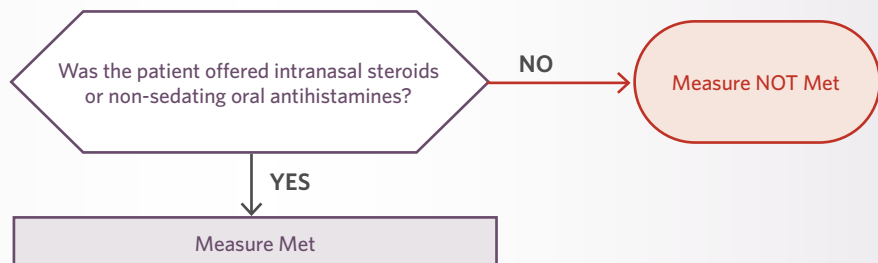 Was the patient offered intranasal steroids
or non-sedating oral antihistamines?
NO
Measure NOT Met
YES
Measure Met